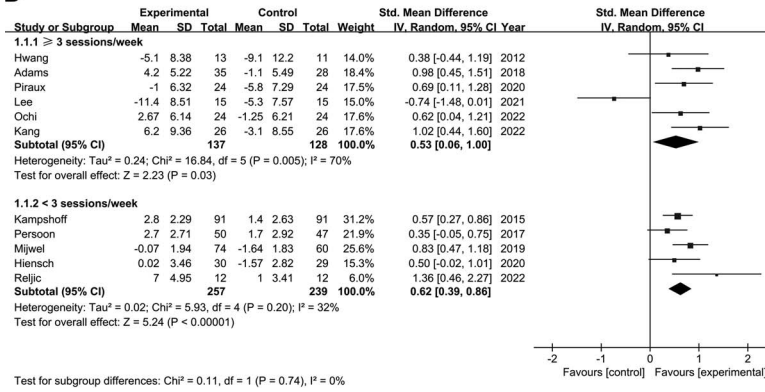 Experimental Control Std. Mean Difference Std. Mean Difference
Study or Subgroup Mean SD Total Mean SD Total Weight IV, Random, 95% CI Year IV, Random, 95% CI
1.1.1 ≥ 3 sessions/week
Hwang -5.1 8.38 13 -9.1 12.2 11 14.0% 0.38 [-0.44, 1.19] 2012
Adams 4.2 5.22 35 -1.1 5.49 28 18.4% 0.98 [0.45, 1.51] 2018
Piraux -1 6.32 24 -5.8 7.29 24 17.5% 0.69 [0.11, 1.28] 2020
Lee -11.4 8.51 15 -5.3 7.57 15 15.1% -0.74 [-1.48, 0.01] 2021
Ochi 2.67 6.14 24 -1.25 6.21 24 17.5% 0.62 [0.04, 1.21] 2022
Kang 6.2 9.36 26 -3.1 8.55 26 17.6% 1.02 [0.44, 1.60] 2022
Subtotal (95% CI) 137 128 100.0% 0.53 [0.06, 1.00]
Heterogeneity: Tau² = 0.24; Chi² = 16.84, df = 5 (P = 0.005); I² = 70%
Test for overall effect: Z = 2.23 (P = 0.03)
1.1.2 < 3 sessions/week
Kampshoff 2.8 2.29 91 1.4 2.63 91 31.2% 0.57 [0.27, 0.86] 2015
Persoon 2.7 2.71 50 1.7 2.92 47 21.9% 0.35 [-0.05, 0.75] 2017
Mijwel -0.07 1.94 74 -1.64 1.83 60 25.6% 0.83 [0.47, 1.18] 2019
Hiensch 0.02 3.46 30 -1.57 2.82 29 15.3% 0.50 [-0.02, 1.01] 2020
Reljic 7 4.95 12 1 3.41 12 6.0% 1.36 [0.46, 2.27] 2022
Subtotal (95% CI) 257 239 100.0% 0.62 [0.39, 0.86]
Heterogeneity: Tau² = 0.02; Chi² = 5.93, df = 4 (P = 0.20); I² = 32%
Test for overall effect: Z = 5.24 (P < 0.00001)
-2 -1 0 1 2
Favours [control] Favours [experimental]
Test for subgroup differences: Chi² = 0.11, df = 1 (P = 0.74), I² = 0%